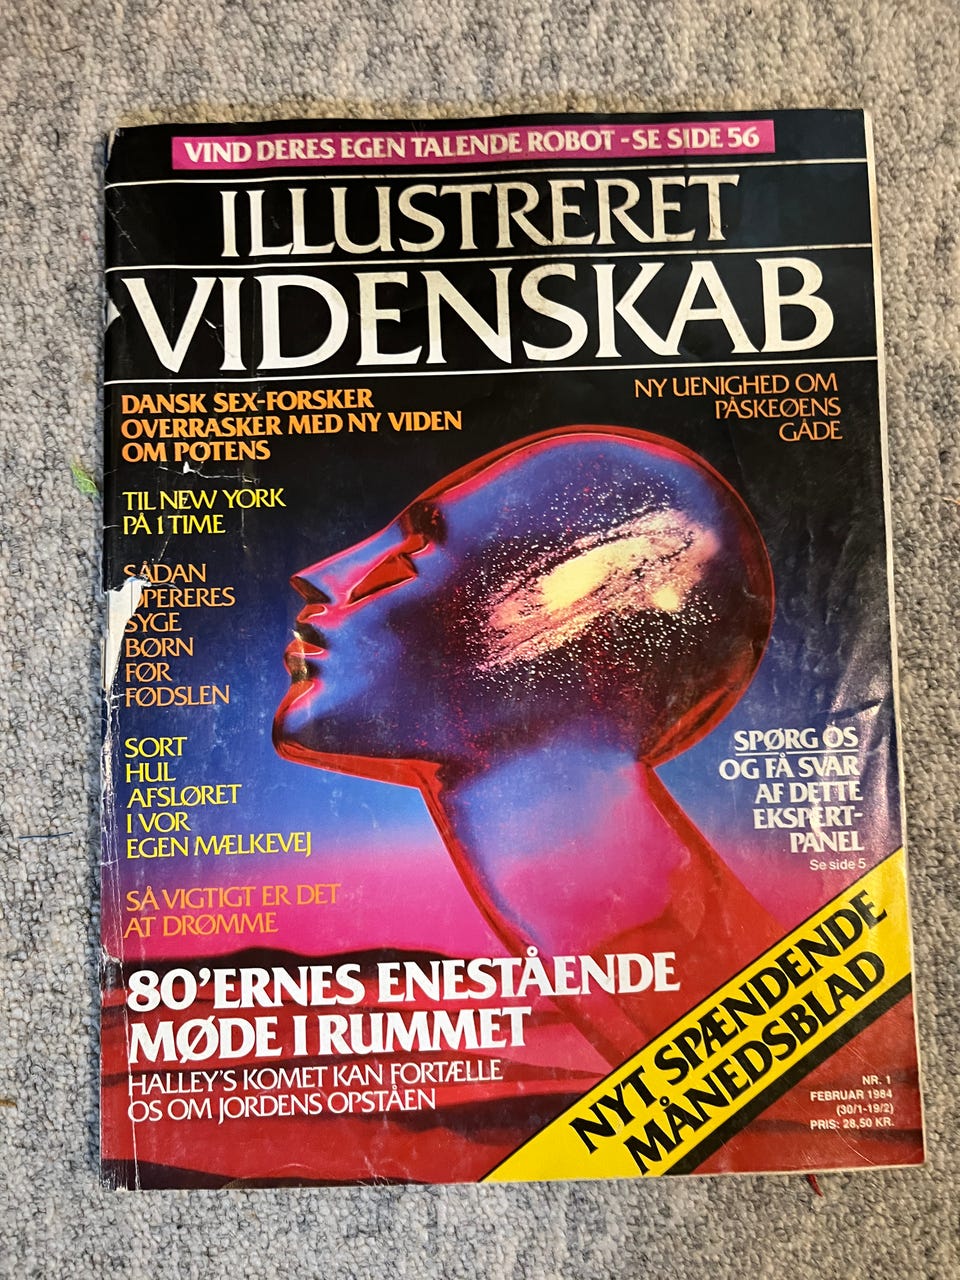 VIND DERES EGEN TALENDE ROBOT - SE SIDE 56
ILLUSTRERET
VIDENSKAB
DANSK SEX-FORSKER
OVERRASKER MED NY VIDEN
OM POTENS
NY UENIGHED OM
PÅSKEØENS
GÅDE
TIL NEW YORK
PÅ 1 TIME
SÅDAN
OPERERES
SYGE
BØRN
FØR
FØDSLEN
SORT
HUL
AFSLØRET
I VOR
EGEN MÆLKEVEJ
SPØRG OS
OG FÅ SVAR
AF DETTE
EKSPERT-
PANEL
Se side 5
SÅ VIGTIGT ER DET
AT DRØMME
80'ERNES ENESTÅENDE
MØDE I RUMMET
HALLEY'S KOMET KAN FORTÆLLE
OS OM JORDENS OPSTÅEN
NYT SPÆNDENDE
MÅNEDSBLAD
NR. 1
FEBRUAR 1984
(30/1-19/2)
PRIS: 28,50 KR.